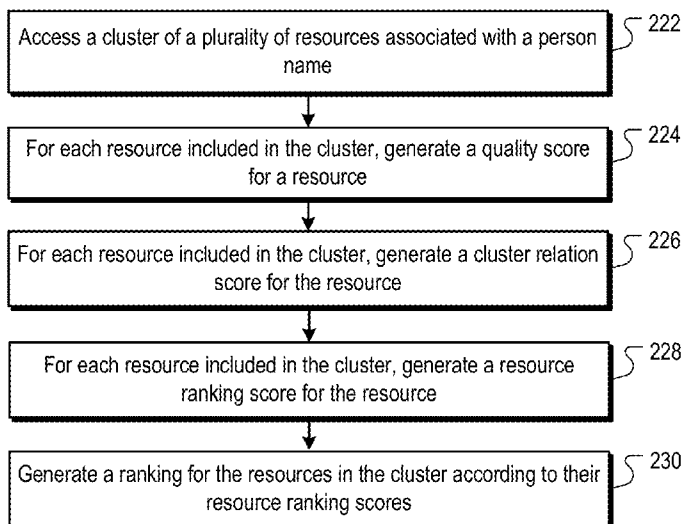 Access a cluster of a plurality of resources associated with a person
name
222
For each resource included in the cluster, generate a quality score
for a resource
224
For each resource included in the cluster, generate a cluster relation
score for the resource
226
For each resource included in the cluster, generate a resource
ranking score for the resource
228
Generate a ranking for the resources in the cluster according to their
resource ranking scores
230